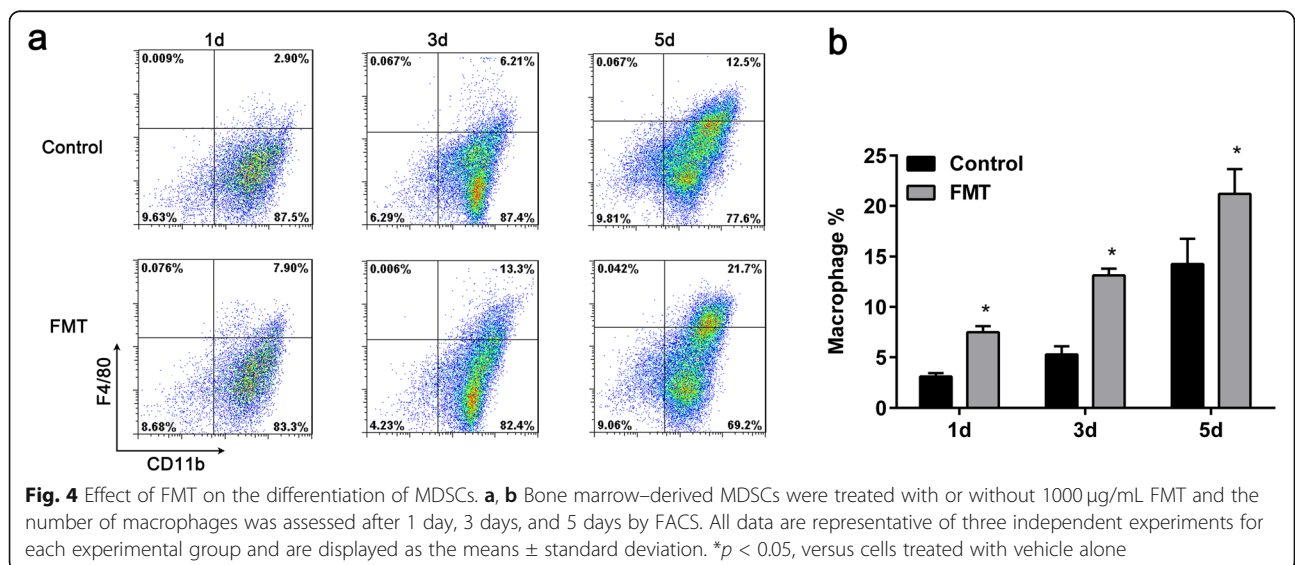 a
b
1d 3d 5d
0.009% 2.90% 0.067% 6.21% 0.067% 12.5%
Control
9.63% 87.5% 6.29% 87.4% 9.81% 77.6%
0.076% 7.90% 0.006% 13.3% 0.042% 21.7%
FMT
8.68% 83.3% 4.23% 82.4% 9.06% 69.2%
F4/80
CD11b
Macrophage %
25
20
15
10
5
0
Control
FMT
* * *
1d 3d 5d
Fig. 4 Effect of FMT on the differentiation of MDSCs. a, b Bone marrow–derived MDSCs were treated with or without 1000 μg/mL FMT and the
number of macrophages was assessed after 1 day, 3 days, and 5 days by FACS. All data are representative of three independent experiments for
each experimental group and are displayed as the means ± standard deviation. *p < 0.05, versus cells treated with vehicle alone